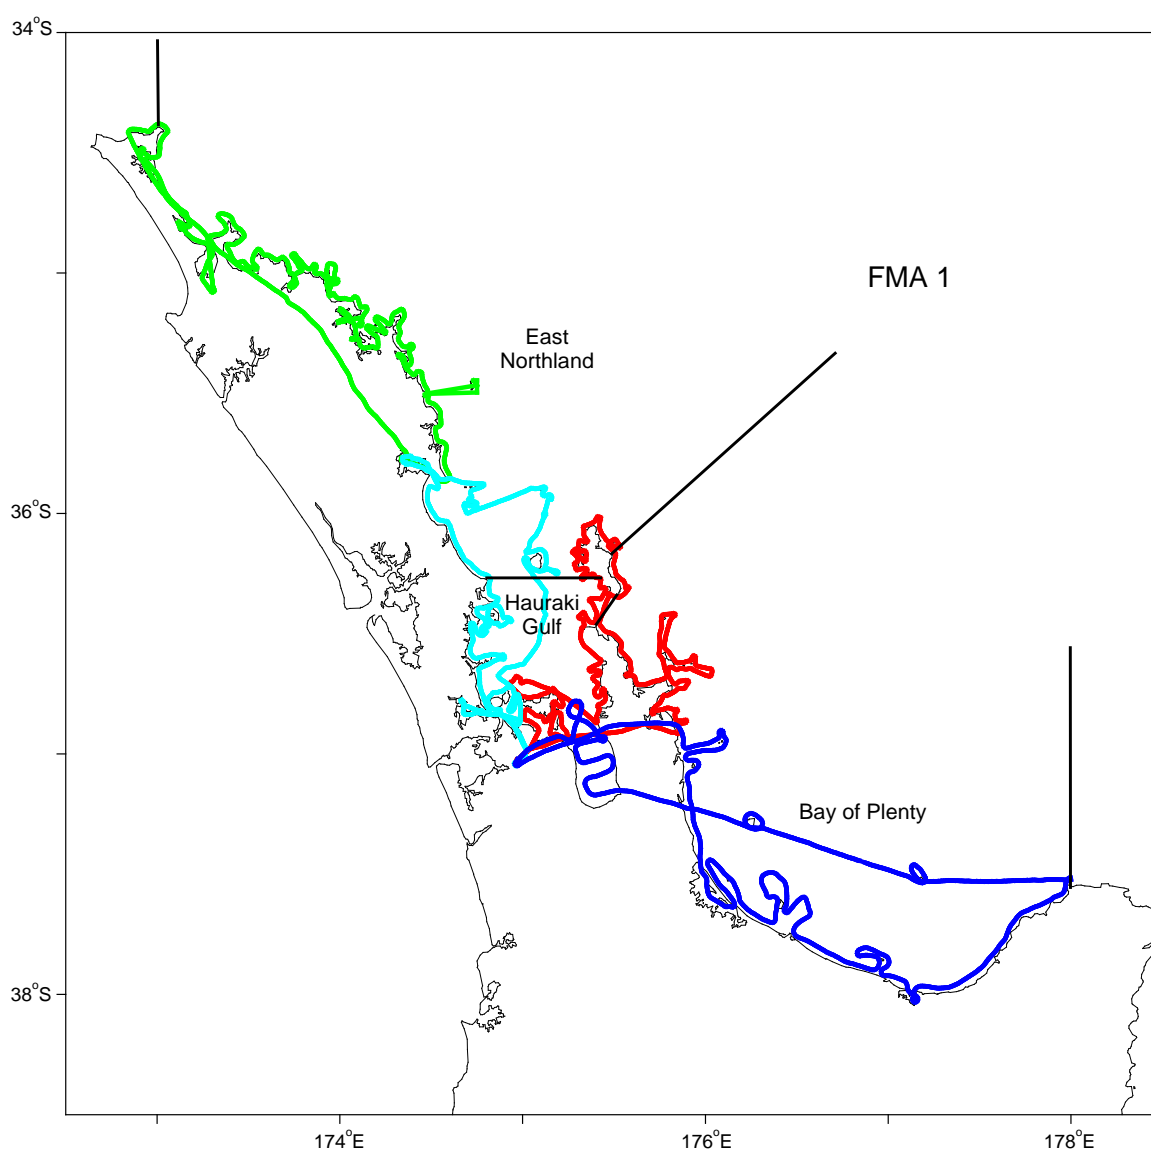 34°S
FMA 1
East
Northland
36°S
Hauraki
Gulf
Bay of Plenty
38°S
174°E
176°E
178°E